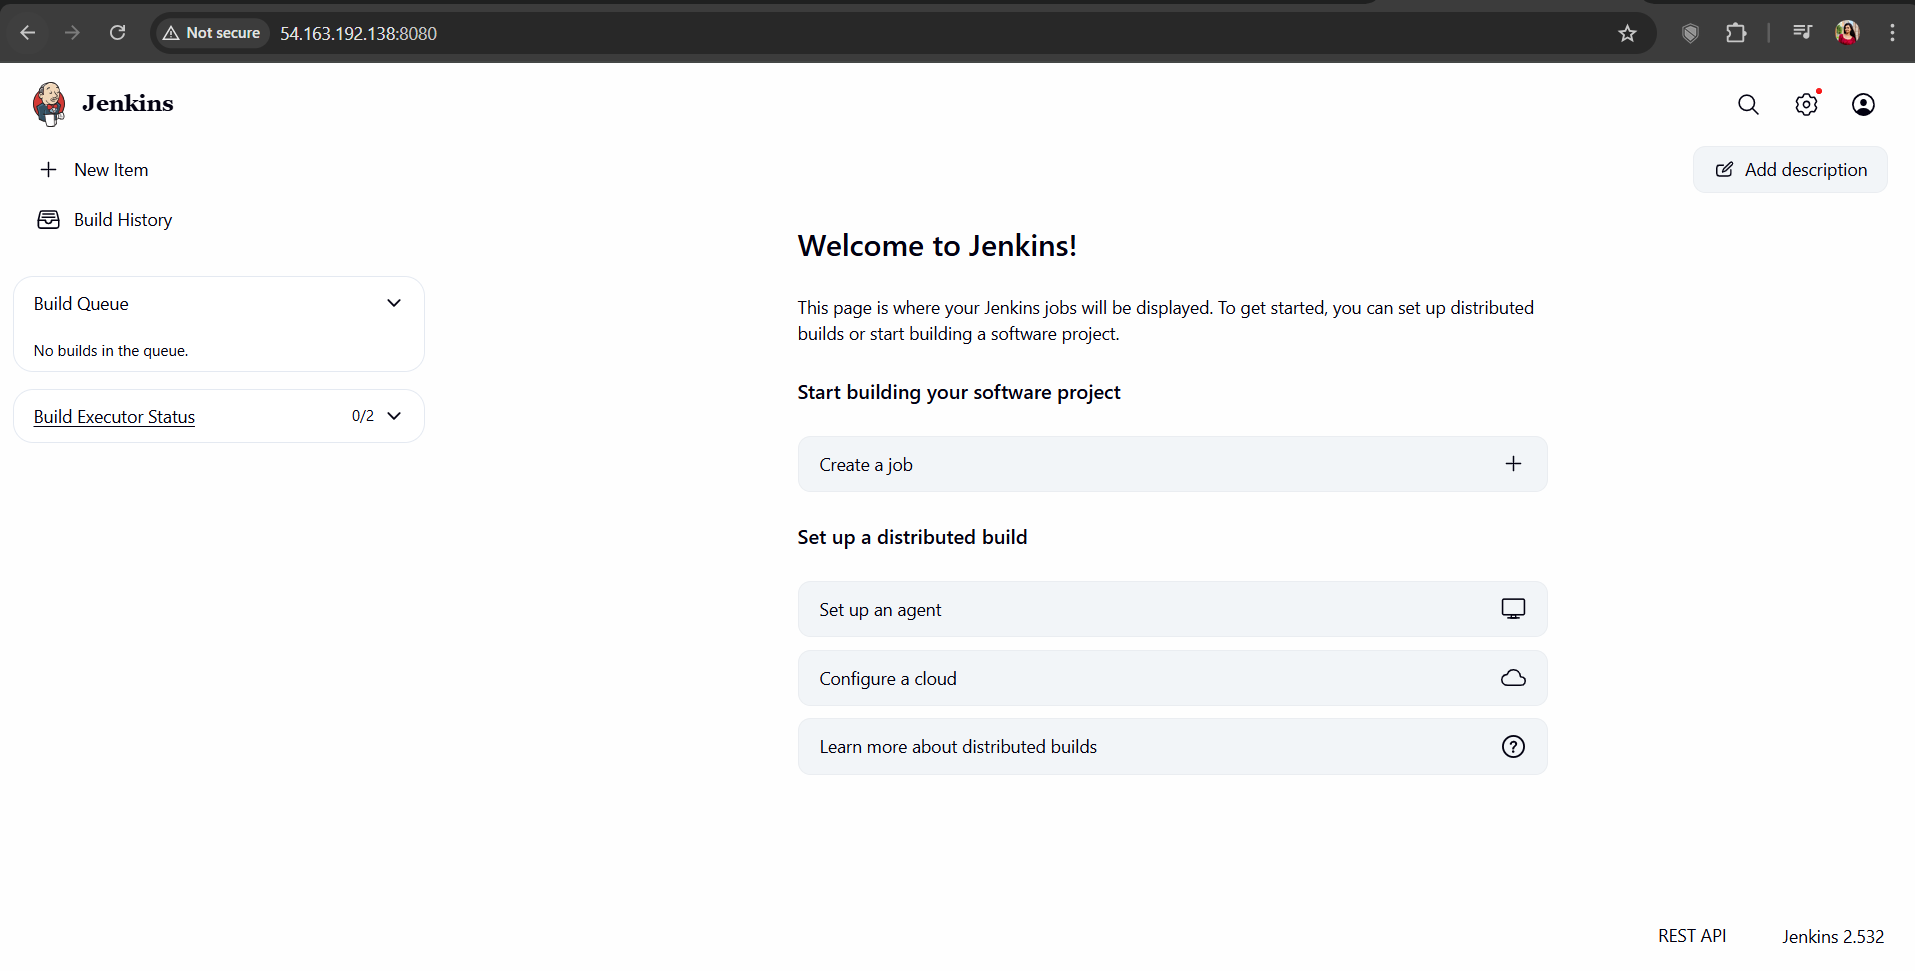 Not secure 54.163.192.138:8080
Jenkins
New Item
Add description
Build History
Build Queue
No builds in the queue.
Build Executor Status 0/2
Welcome to Jenkins!
This page is where your Jenkins jobs will be displayed. To get started, you can set up distributed
builds or start building a software project.
Start building your software project
Create a job
Set up a distributed build
Set up an agent
Configure a cloud
Learn more about distributed builds
REST API Jenkins 2.532